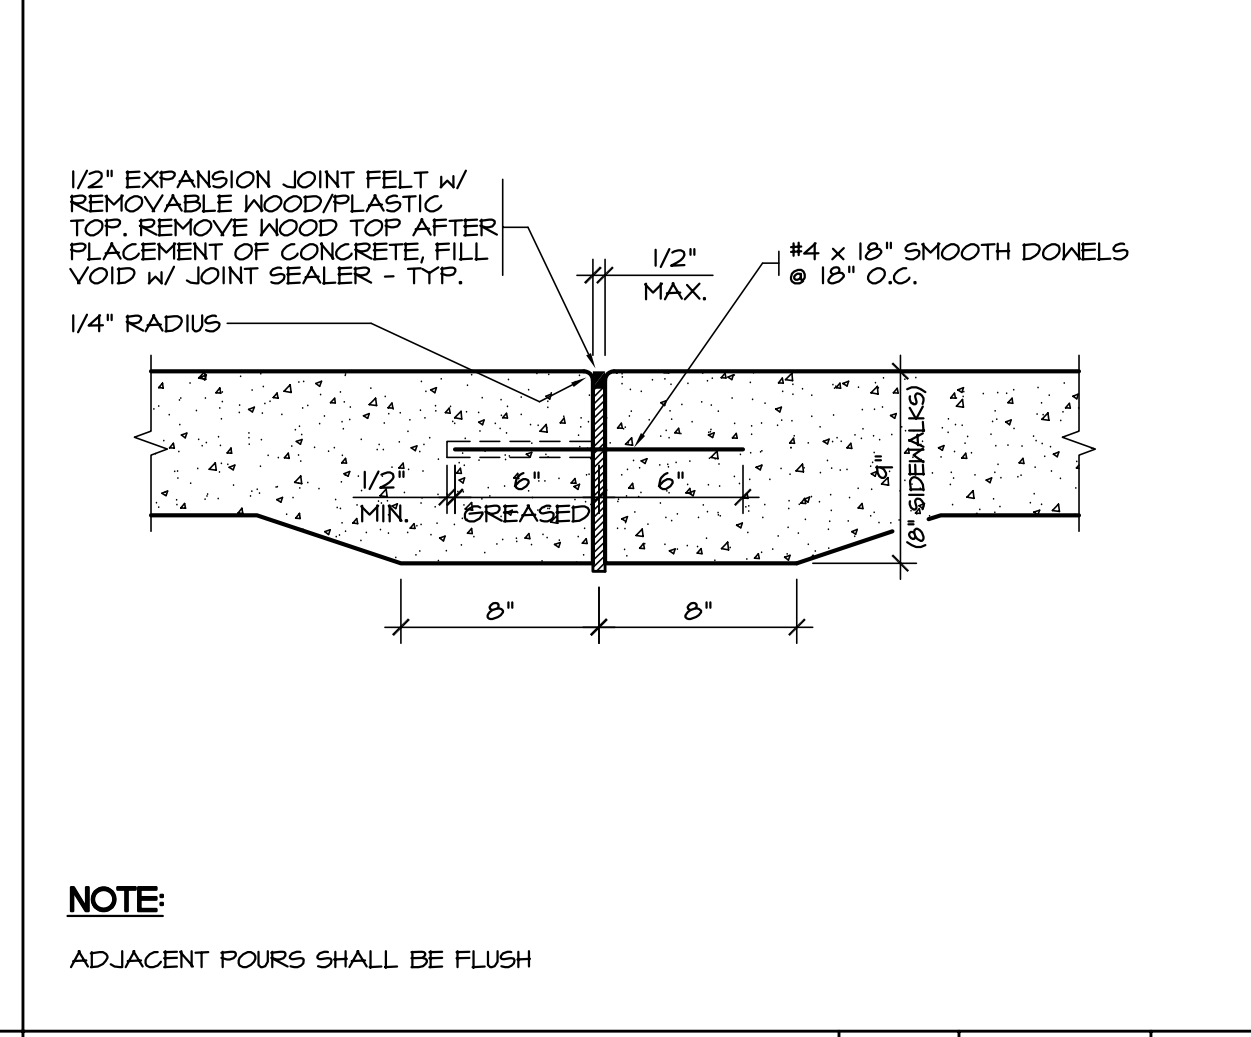 1/2" EXPANSION JOINT FELT w/
REMOVABLE WOOD/PLASTIC
TOP. REMOVE WOOD TOP AFTER
PLACEMENT OF CONCRETE, FILL
VOID w/ JOINT SEALER - TYP.
1/4" RADIUS
1/2"
MAX.
#4 x 18" SMOOTH DOWELS
@ 18" O.C.
1/2"
MIN.
6"
GREASED
6"
9"
(8" SIDEWALKS)
8"
8"
NOTE:
ADJACENT POURS SHALL BE FLUSH